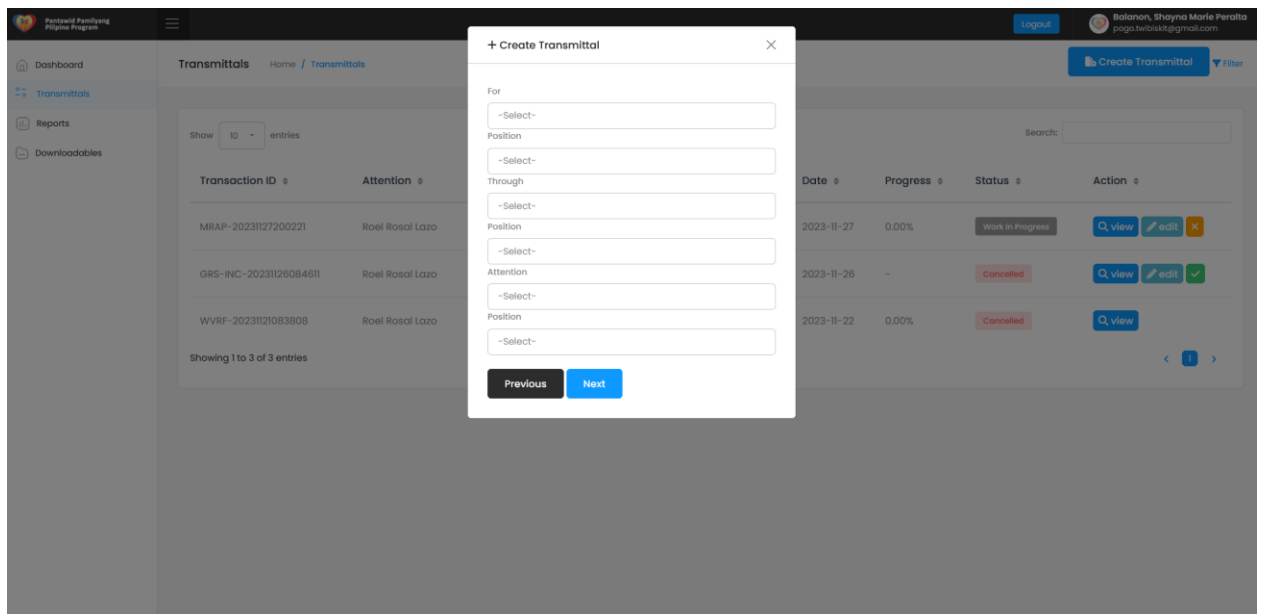 Pantawid Pamilyang
Pilipino Program
Logout
Balanon, Shayna Marie Peralta
pogo.twibiskit@gmail.com
Dashboard
Transmittals
Reports
Downloadables
Transmittals Home / Transmittals
Create Transmittal Filter
Show 10 entries
Search:
Transaction ID Attention Date Progress Status Action
MRAP-20231127200221 Roel Rosal Lazo 2023-11-27 0.00% Work In Progress view edit
GRS-INC-20231126084611 Roel Rosal Lazo 2023-11-26 - Cancelled view edit
WVRF-20231121083808 Roel Rosal Lazo 2023-11-22 0.00% Cancelled view
Showing 1 to 3 of 3 entries
< 1 >
+ Create Transmittal ×
For
-Select-
Position
-Select-
Through
-Select-
Position
-Select-
Attention
-Select-
Position
-Select-
Previous Next